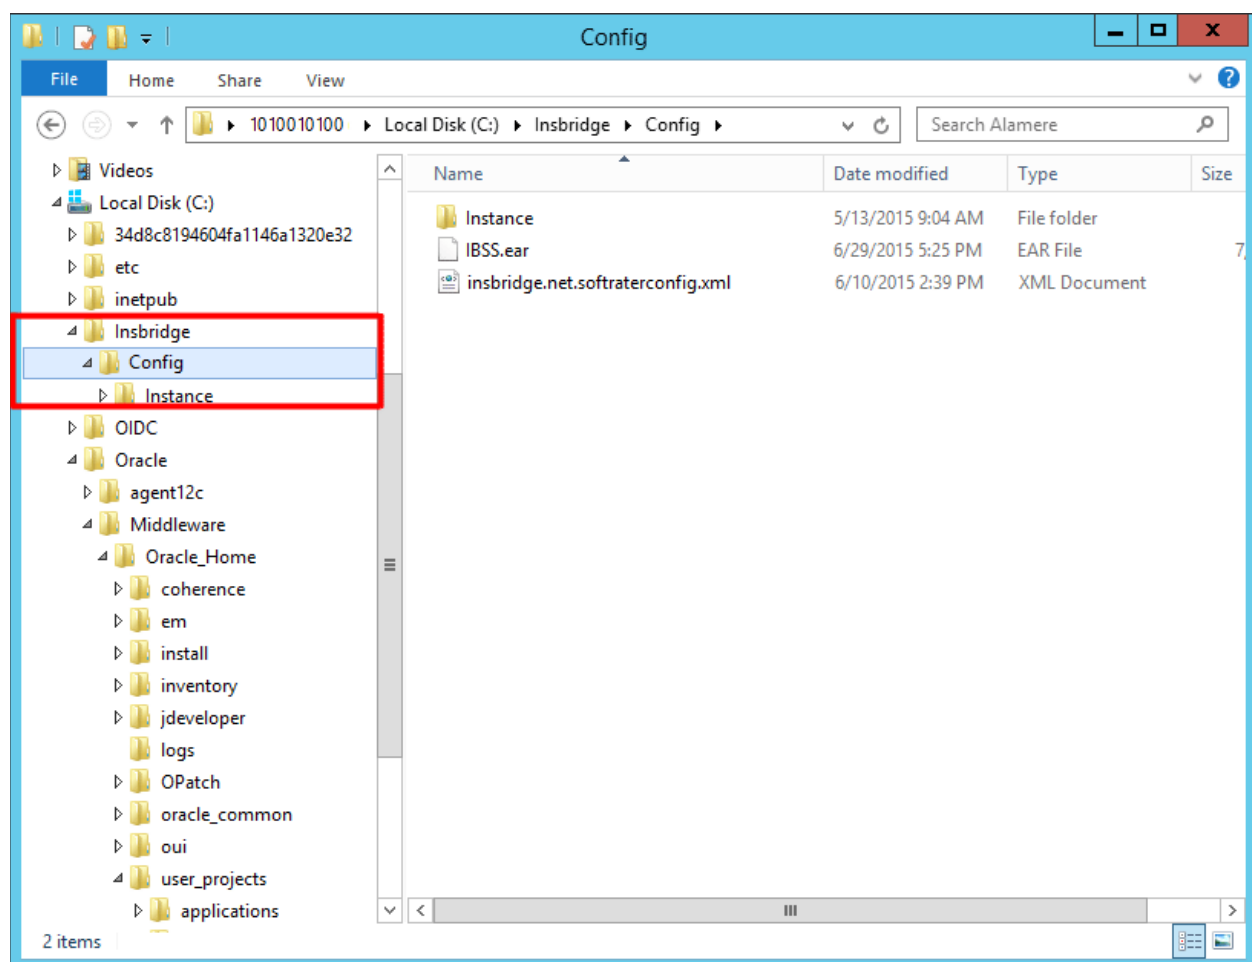 Config
File Home Share View
1010010100 Local Disk (C:) Insbridge Config Search Alamere
Videos
Local Disk (C:)
34d8c8194604fa1146a1320e32
etc
inetpub
Insbridge
Config
Instance
OIDC
Oracle
agent12c
Middleware
Oracle_Home
coherence
em
install
inventory
jdeveloper
logs
OPatch
oracle_common
oui
user_projects
applications
Name Date modified Type Size
Instance 5/13/2015 9:04 AM File folder
IBSS.ear 6/29/2015 5:25 PM EAR File 7,
insbridge.net.softraterconfig.xml 6/10/2015 2:39 PM XML Document
2 items